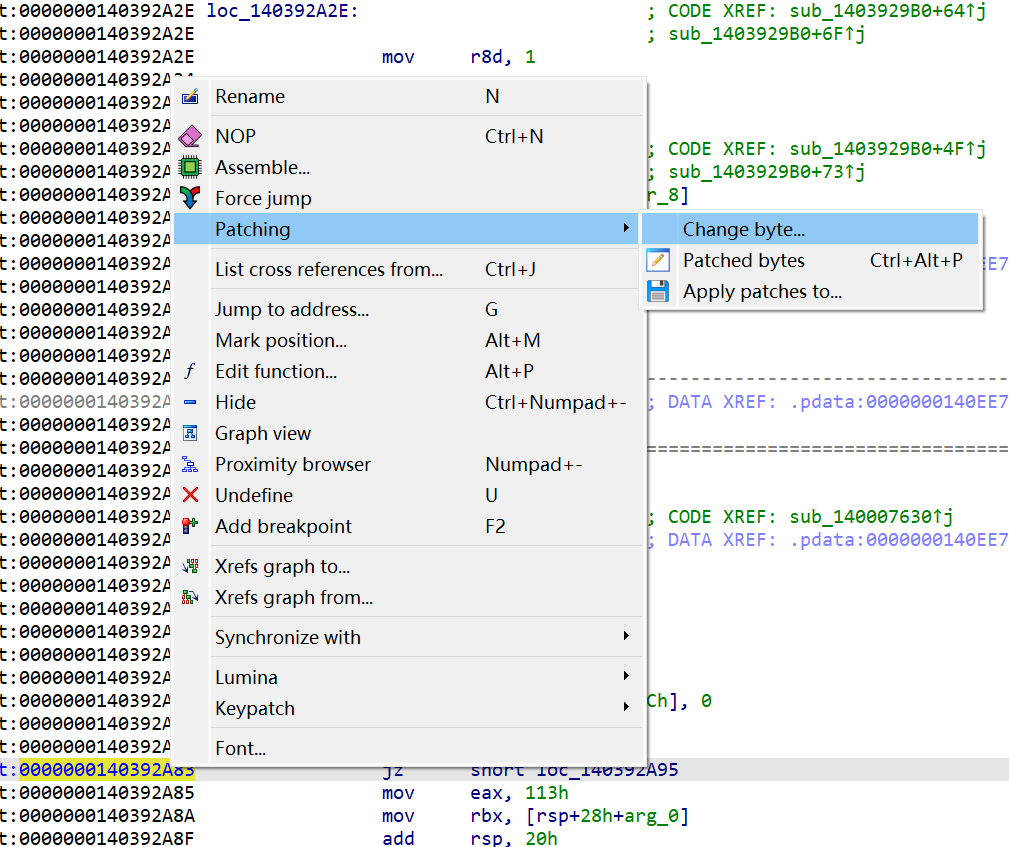 t:0000000140392A2E loc_140392A2E: ; CODE XREF: sub_1403929B0+64↑j
t:0000000140392A2E ; sub_1403929B0+6F↑j
t:0000000140392A2E mov r8d, 1
Rename N
t:0000000140392A
t:0000000140392A
NOP Ctrl+N
t:0000000140392A ; CODE XREF: sub_1403929B0+4F↑j
Assemble...
t:0000000140392A ; sub_1403929B0+73↑j
Force jump
t:0000000140392A r_8]
t:0000000140392A
Patching Change byte...
t:0000000140392A
Patched bytes Ctrl+Alt+P
t:0000000140392A EE7
List cross references from... Ctrl+J
t:0000000140392A
Apply patches to...
Jump to address... G
t:0000000140392A
Mark position... Alt+M
t:0000000140392A
t:0000000140392A
Edit function... Alt+P
t:0000000140392A ---------------------------------
Hide Ctrl+Numpad+-
t:0000000140392A ; DATA XREF: .pdata:0000000140EE7
t:0000000140392A
Graph view
t:0000000140392A =================================
Proximity browser Numpad+-
t:0000000140392A
Undefine U
t:0000000140392A
t:0000000140392A ; CODE XREF: sub_140007630↑j
Add breakpoint F2
t:0000000140392A ; DATA XREF: .pdata:0000000140EE7
Xrefs graph to...
t:0000000140392A
t:0000000140392A
Xrefs graph from...
t:0000000140392A
t:0000000140392A
Synchronize with
t:0000000140392A
t:0000000140392A
Lumina
t:0000000140392A Ch], 0
Keypatch
t:0000000140392A
t:0000000140392A
Font...
t:0000000140392A83 jz short loc_140392A95
t:0000000140392A85 mov eax, 113h
t:0000000140392A8A mov rbx, [rsp+28h+arg_0]
t:0000000140392A8F add rsp, 20h